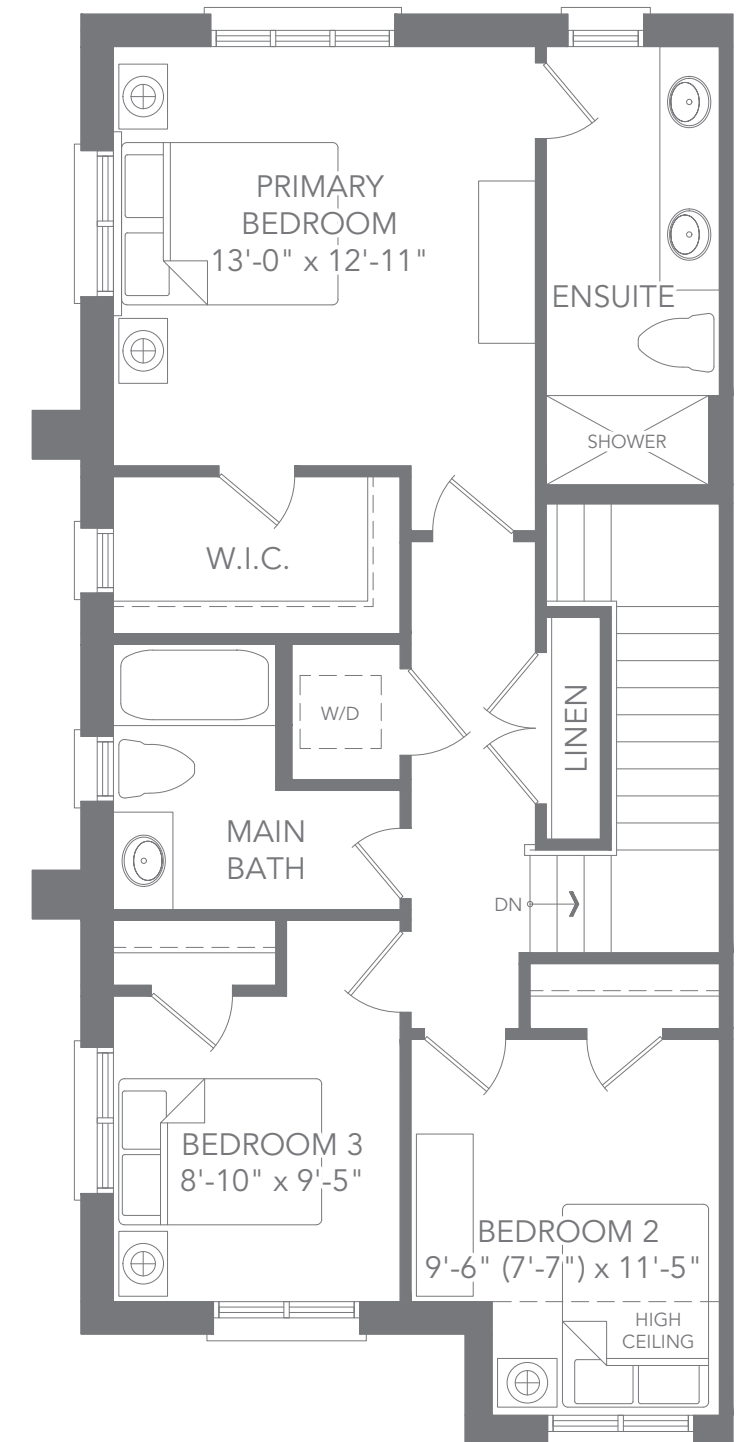 PRIMARY
BEDROOM
13'-0" x 12'-11"
ENSUITE
SHOWER
W.I.C.
W/D
LINEN
MAIN
BATH
DN
BEDROOM 3
8'-10" x 9'-5"
BEDROOM 2
9'-6" (7'-7") x 11'-5"
HIGH
CEILING